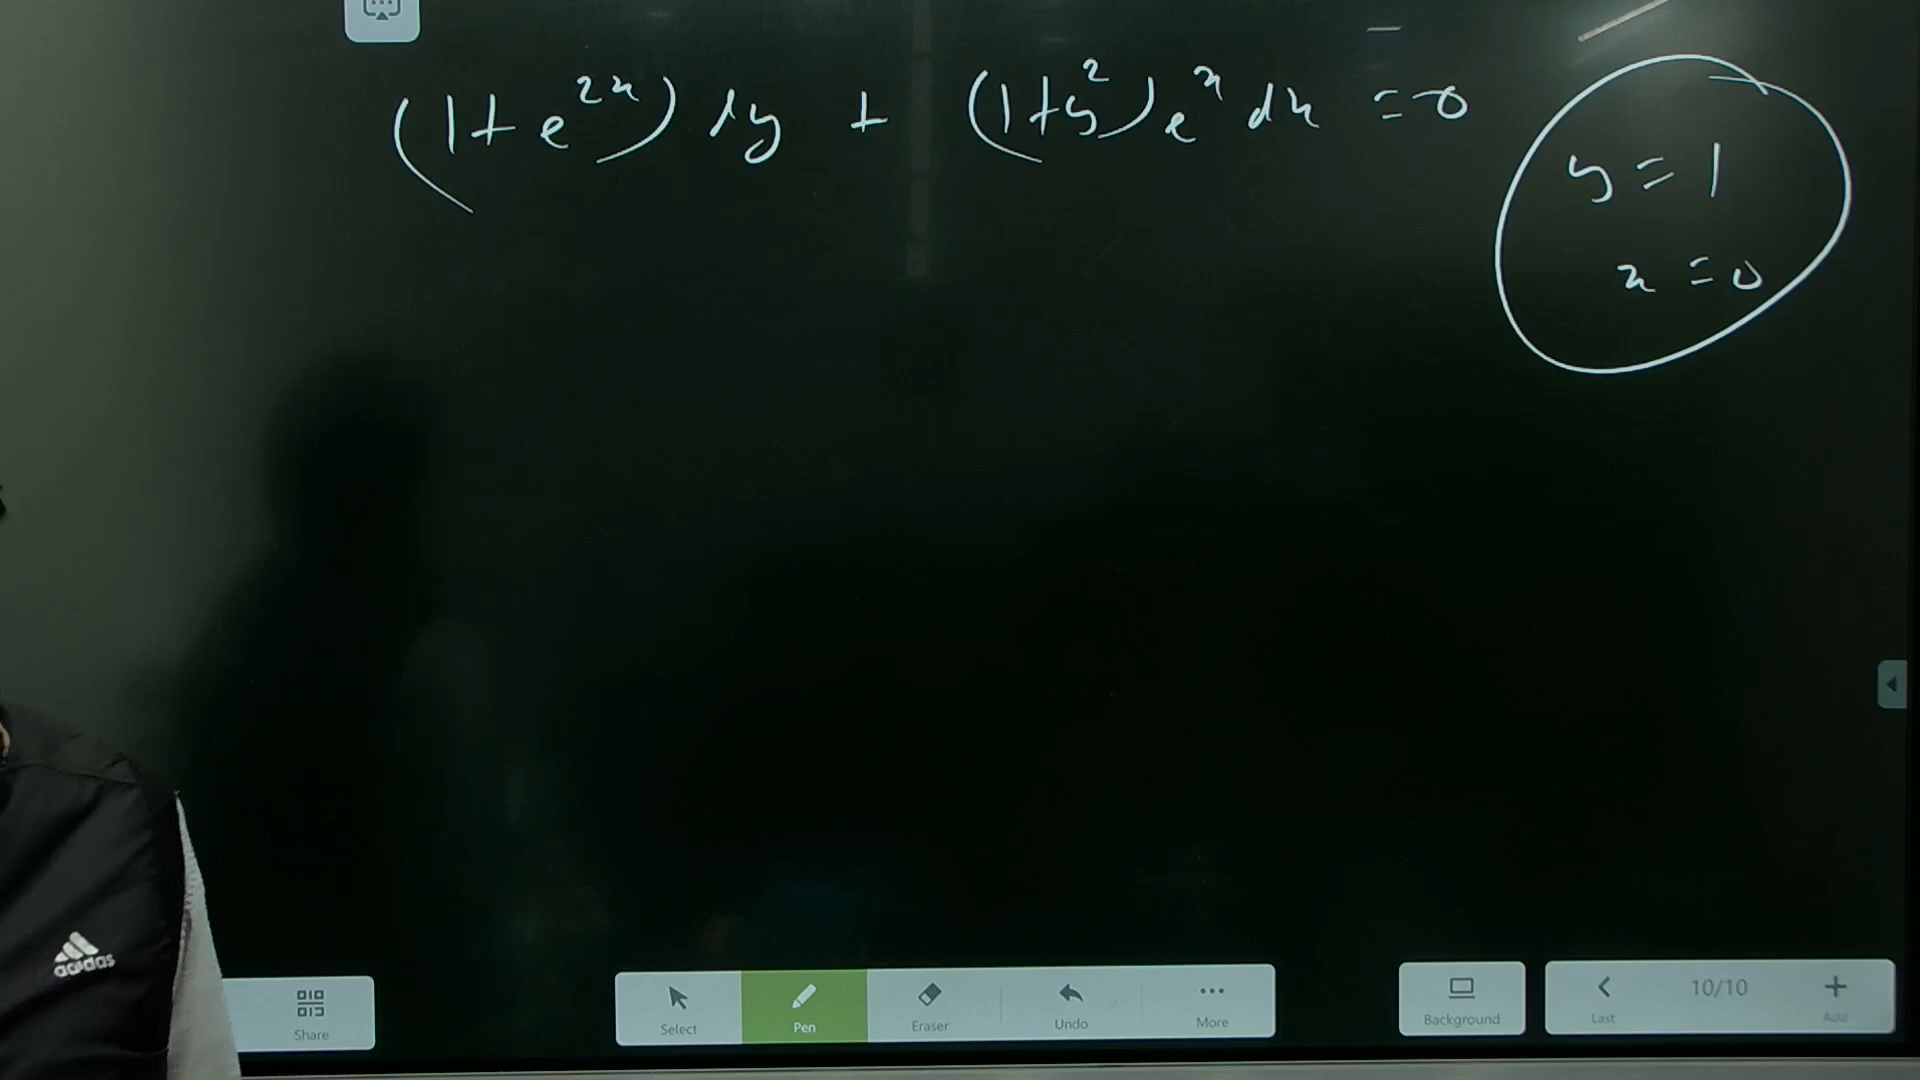 (1+e^{2x}) dy + (1+y^2) e^x dx = 0
y = 1
x = 0
adidas
Share
Select
Pen
Eraser
Undo
More
Background
Last
10/10
Add